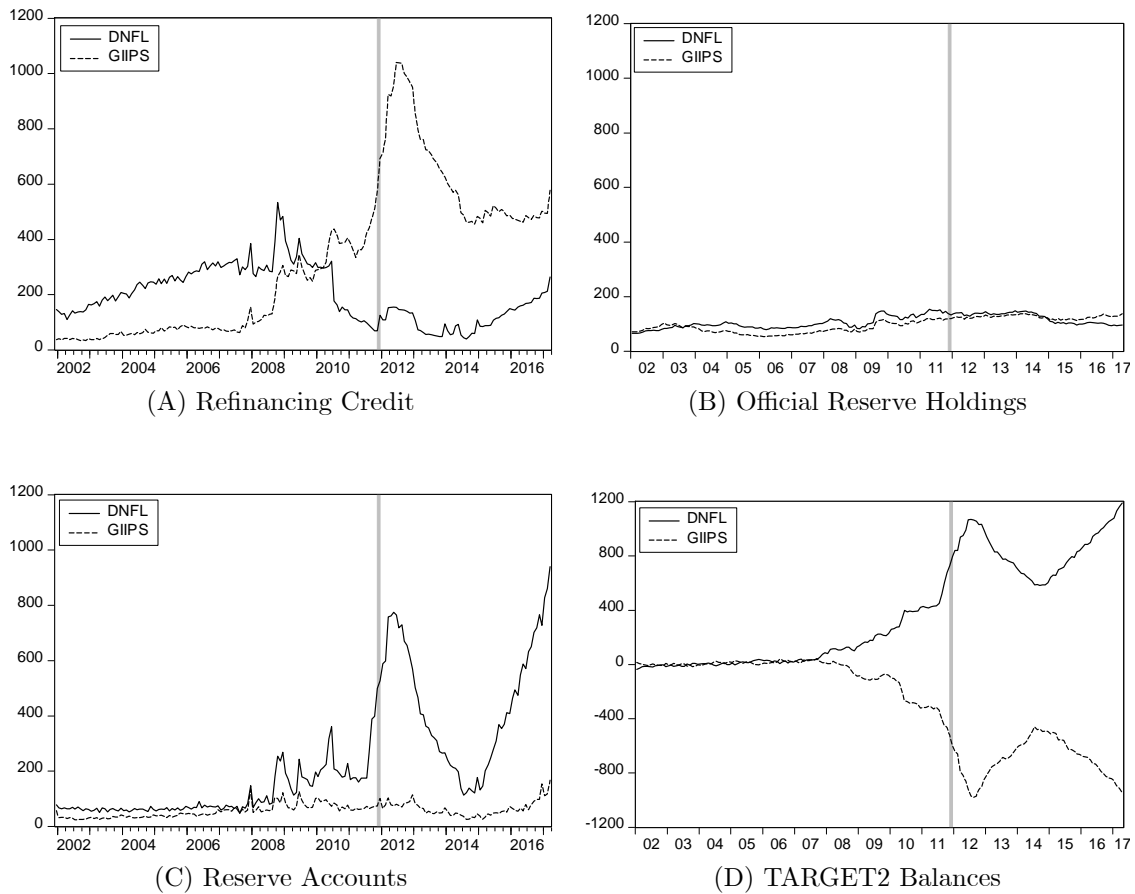 1200
1000
800
600
400
200
0
DNFL
GIIPS
2002 2004 2006 2008 2010 2012 2014 2016
(A) Refinancing Credit
1200
1000
800
600
400
200
0
DNFL
GIIPS
02 03 04 05 06 07 08 09 10 11 12 13 14 15 16 17
(B) Official Reserve Holdings
1200
1000
800
600
400
200
0
DNFL
GIIPS
2002 2004 2006 2008 2010 2012 2014 2016
(C) Reserve Accounts
1200
800
400
0
-400
-800
-1200
DNFL
GIIPS
02 03 04 05 06 07 08 09 10 11 12 13 14 15 16 17
(D) TARGET2 Balances